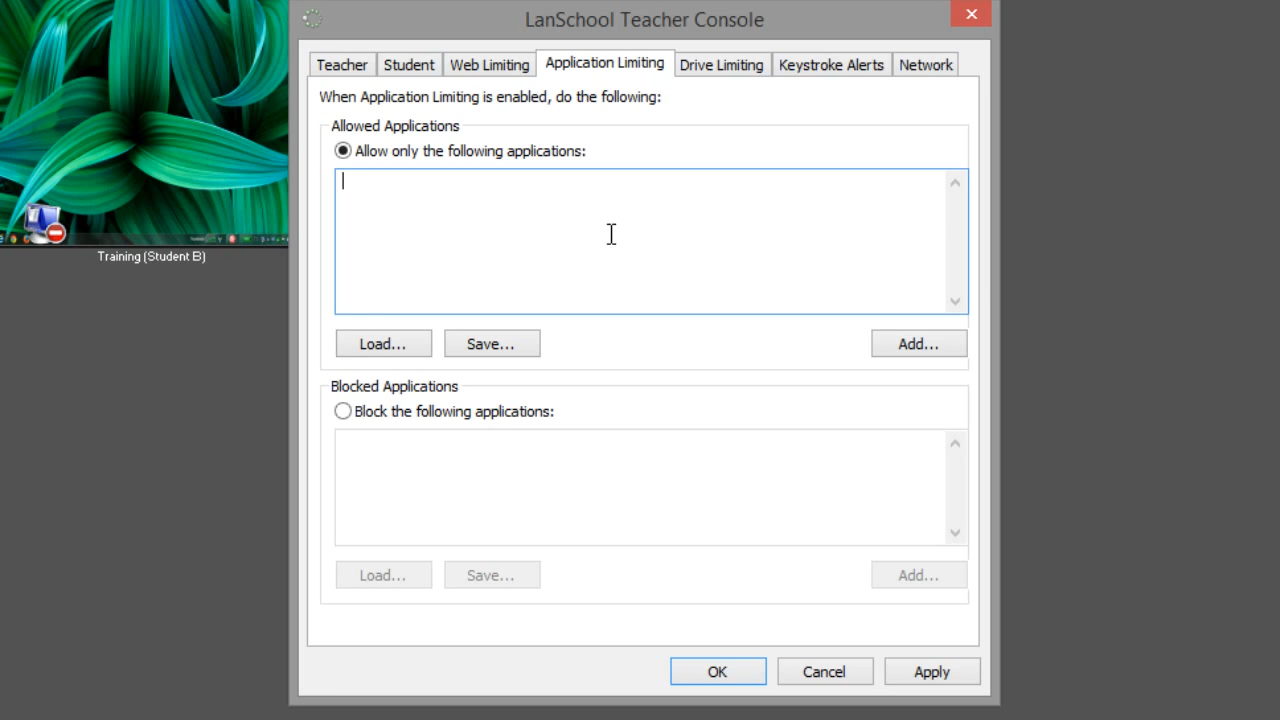 LanSchool Teacher Console
Teacher Student Web Limiting Application Limiting Drive Limiting Keystroke Alerts Network
When Application Limiting is enabled, do the following:
Allowed Applications
Allow only the following applications:
Load... Save... Add...
Blocked Applications
Block the following applications:
Load... Save... Add...
OK Cancel Apply
Training (Student B)